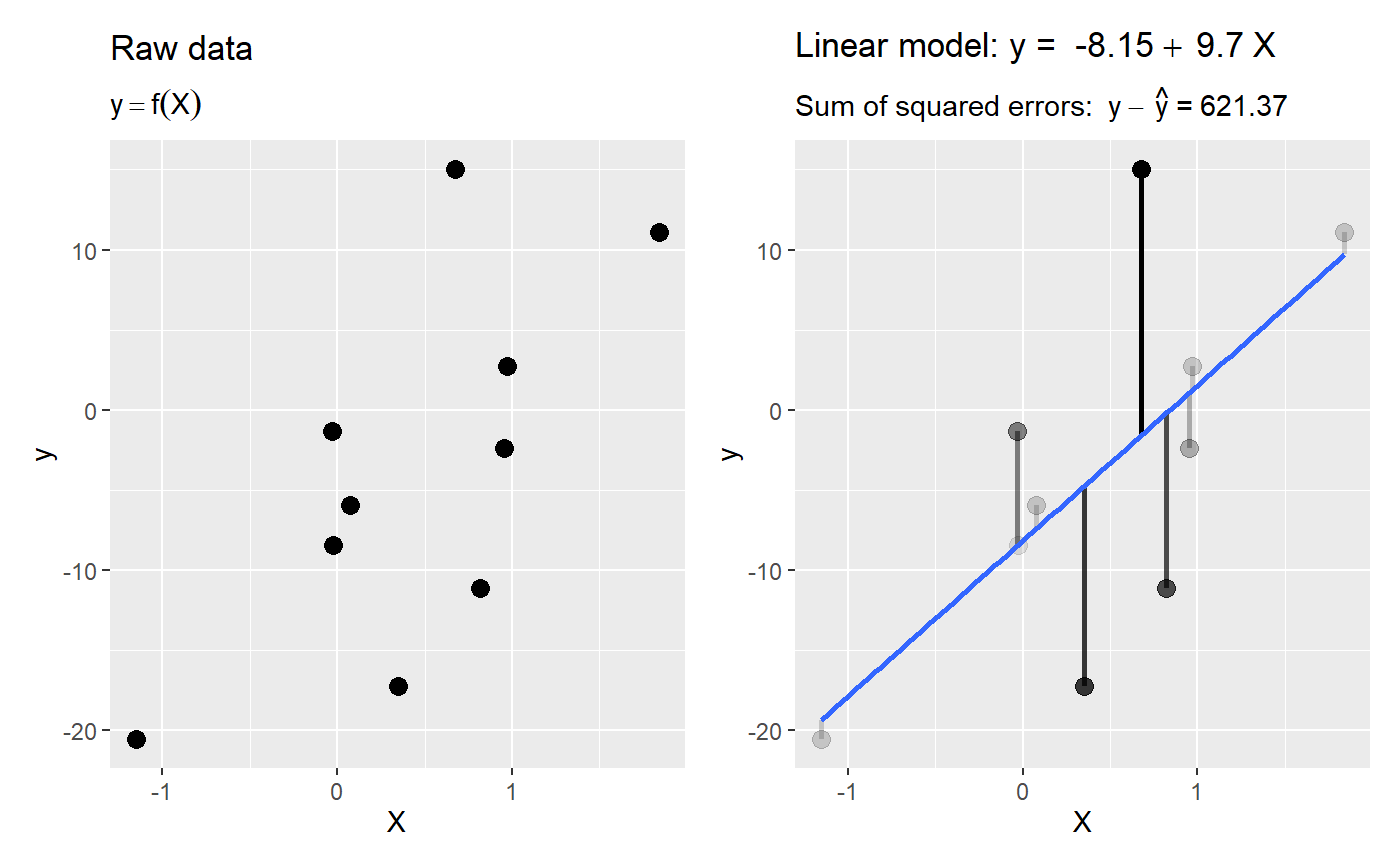 Raw data
y = f(X)
10
0
-10
-20
y
-1 0 1
X
Linear model: y = -8.15 + 9.7 X
Sum of squared errors: y − ŷ = 621.37
10
0
-10
-20
y
-1 0 1
X